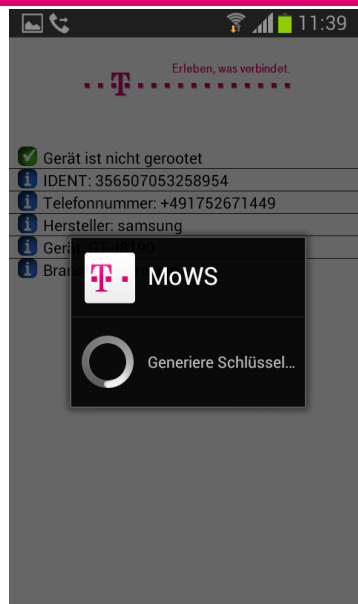 11:39
Erleben, was verbindet.
T
Gerät ist nicht gerootet
IDENT: 356507053258954
Telefonnummer: +491752671449
Hersteller: samsung
Gerät: GT-I8190
Bran
T
MoWS
Generiere Schlüssel...